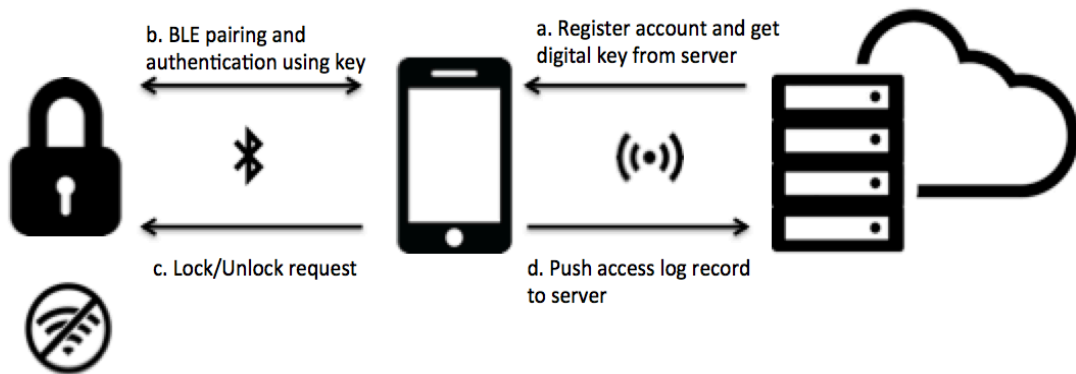 b. BLE pairing and
authentication using key
a. Register account and get
digital key from server
c. Lock/Unlock request
d. Push access log record
to server